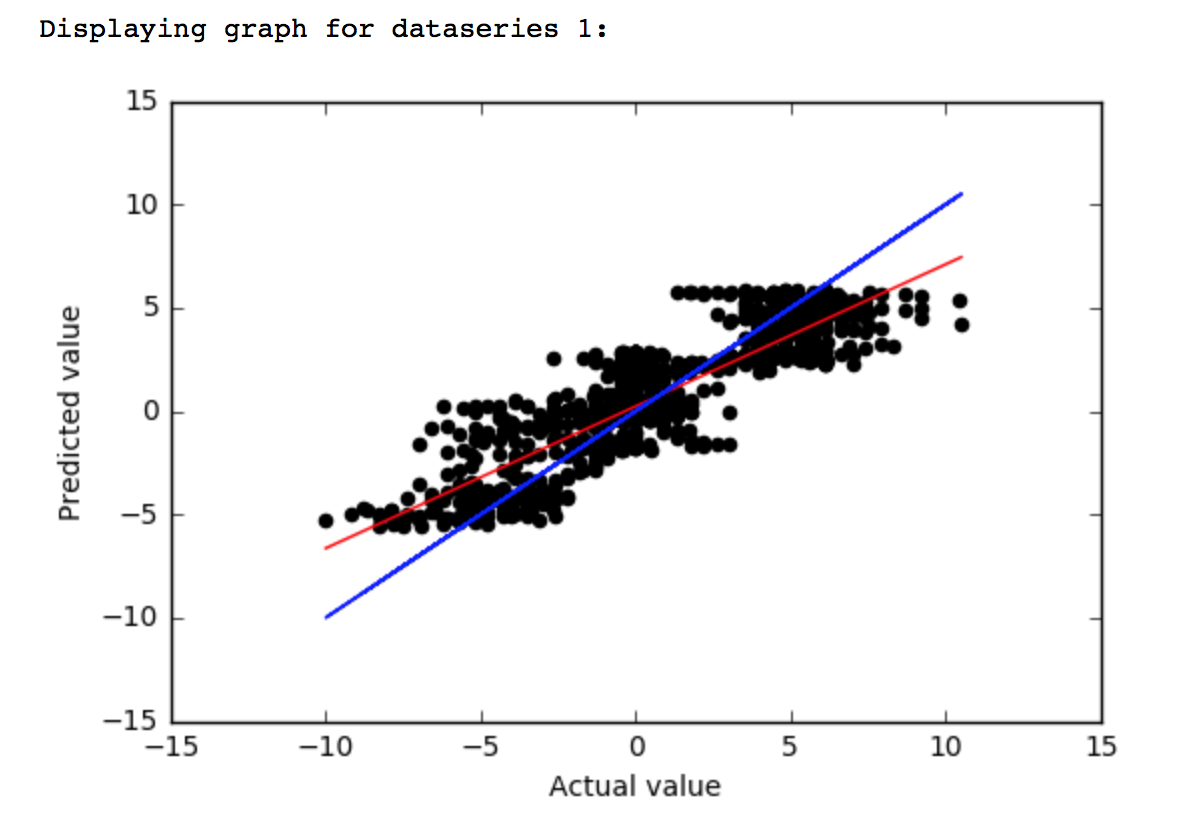 Displaying graph for dataseries 1:
15
10
5
0
−5
−10
−15
Predicted value
−15 −10 −5 0 5 10 15
Actual value